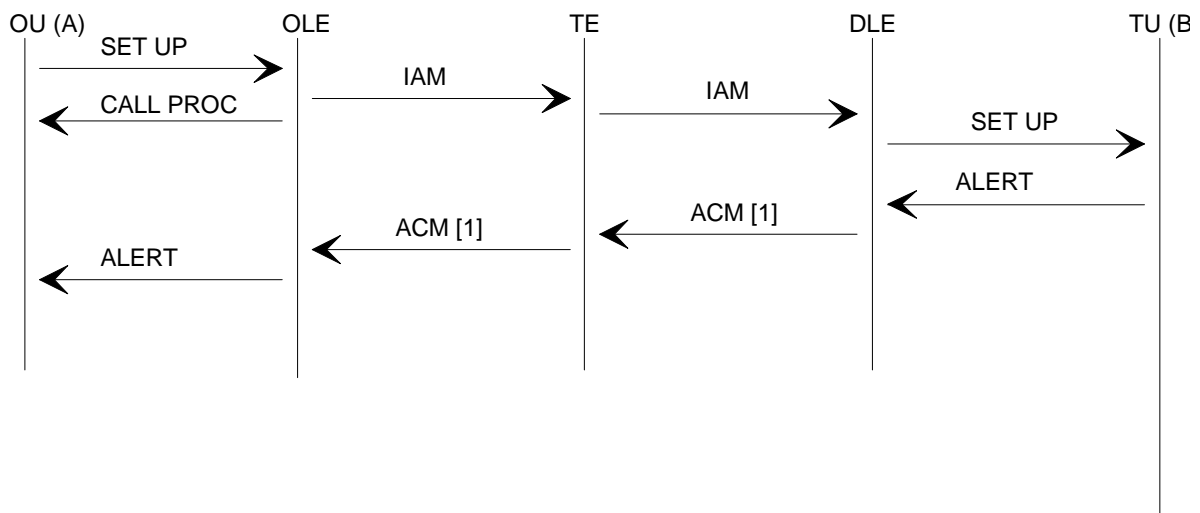 OU (A) OLE TE DLE TU (B
SET UP
IAM
IAM
CALL PROC
SET UP
ALERT
ACM [1]
ACM [1]
ALERT